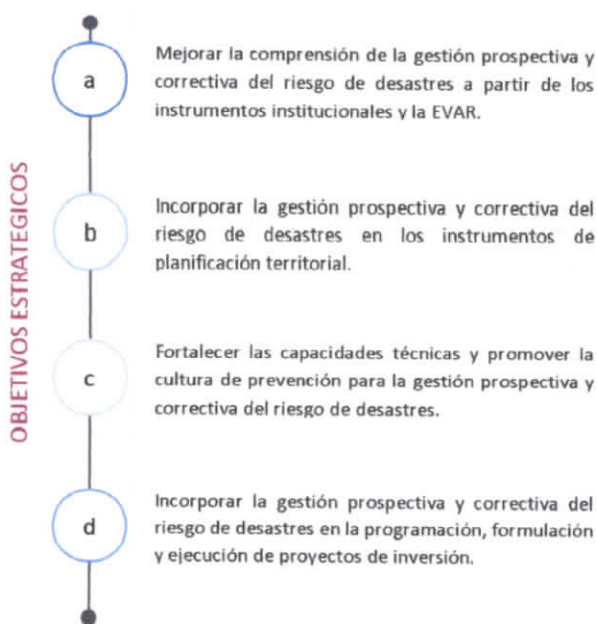 OBJETIVOS ESTRATEGICOS
a
Mejorar la comprensión de la gestión prospectiva y
correctiva del riesgo de desastres a partir de los
instrumentos institucionales y la EVAR.
b
Incorporar la gestión prospectiva y correctiva del
riesgo de desastres en los instrumentos de
planificación territorial.
c
Fortalecer las capacidades técnicas y promover la
cultura de prevención para la gestión prospectiva y
correctiva del riesgo de desastres.
d
Incorporar la gestión prospectiva y correctiva del
riesgo de desastres en la programación, formulación
y ejecución de proyectos de inversión.